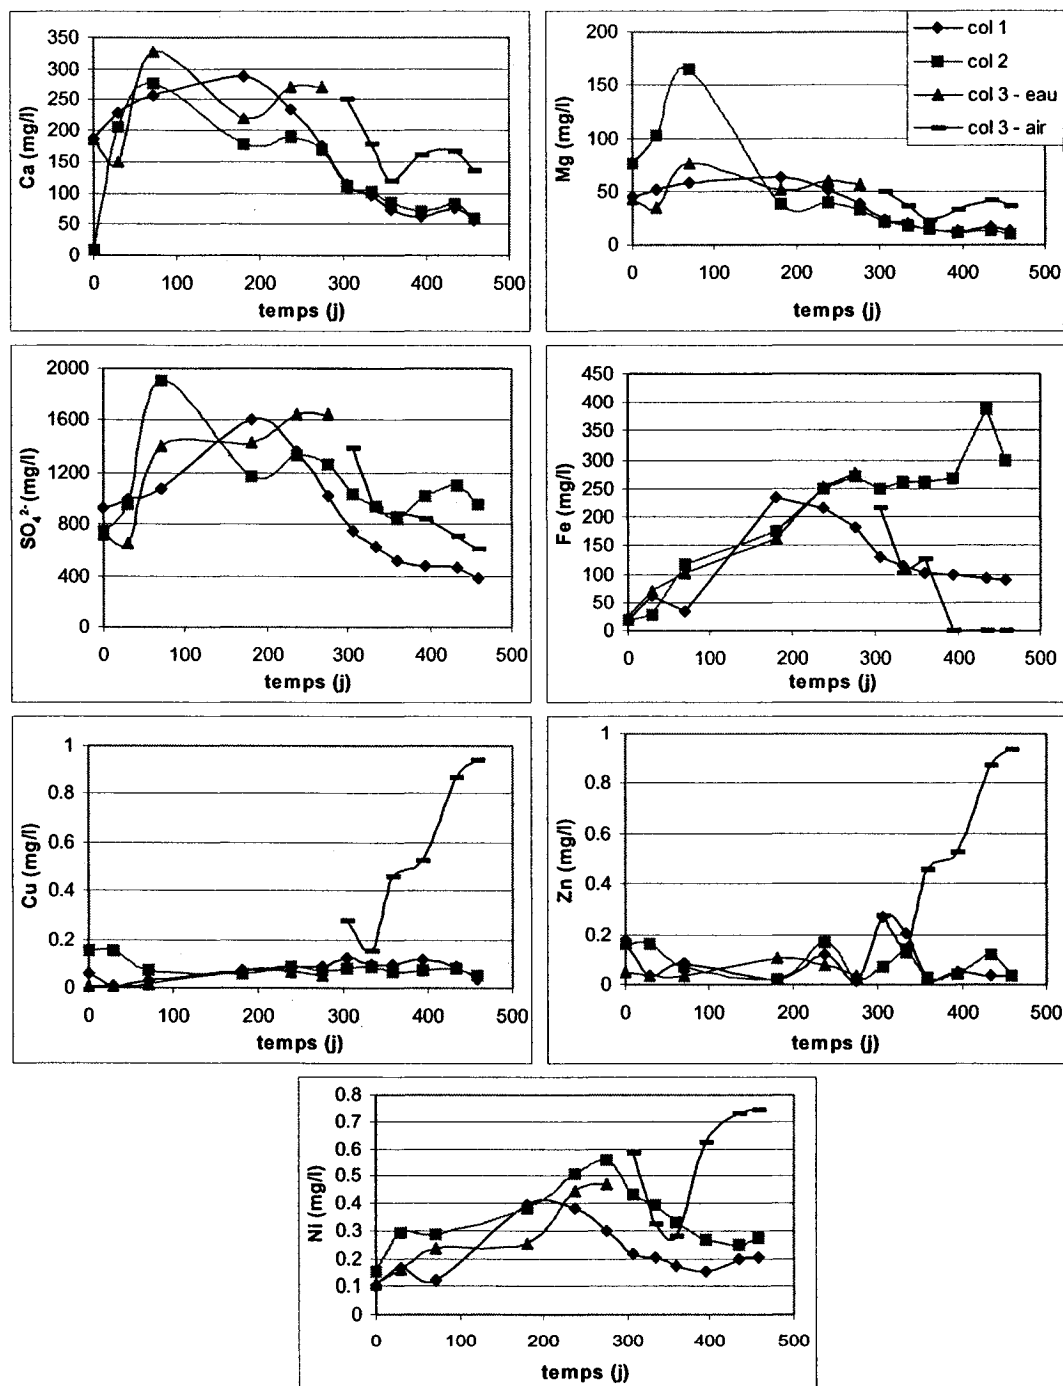 Ca (mg/l)
350
300
250
200
150
100
50
0
0 100 200 300 400 500
temps (j)
Mg (mg/l)
200
150
100
50
0
0 100 200 300 400 500
temps (j)
col 1
col 2
col 3 - eau
col 3 - air
SO₄²⁻ (mg/l)
2000
1600
1200
800
400
0
0 100 200 300 400 500
temps (j)
Fe (mg/l)
450
400
350
300
250
200
150
100
50
0
0 100 200 300 400 500
temps (j)
Cu (mg/l)
1
0.8
0.6
0.4
0.2
0
0 100 200 300 400 500
temps (j)
Zn (mg/l)
1
0.8
0.6
0.4
0.2
0
0 100 200 300 400 500
temps (j)
Ni (mg/l)
0.8
0.7
0.6
0.5
0.4
0.3
0.2
0.1
0
0 100 200 300 400 500
temps (j)